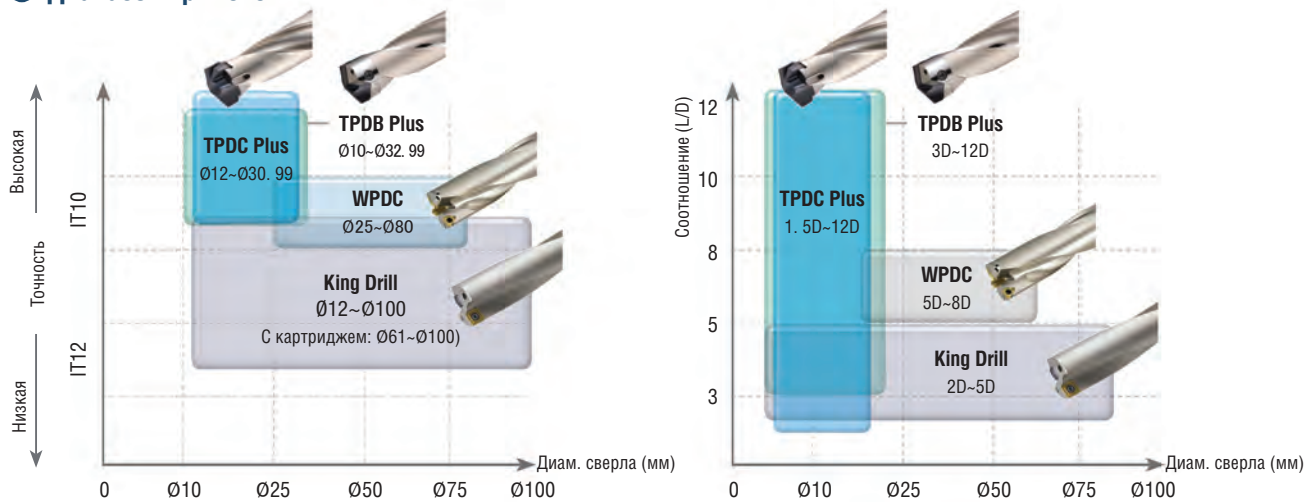 TPDB Plus
Ø10~Ø32. 99
TPDC Plus
Ø12~Ø30. 99
WPDC
Ø25~Ø80
King Drill
Ø12~Ø100
С картриджем: Ø61~Ø100)
Высокая
Точность
Низкая
IT10
IT12
0 Ø10 Ø25 Ø50 Ø75 Ø100
Диам. сверла (мм)
Соотношение (L/D)
12
10
8
5
3
TPDB Plus
3D~12D
TPDC Plus
1. 5D~12D
WPDC
5D~8D
King Drill
2D~5D
0 Ø10 Ø25 Ø50 Ø75 Ø100
Диам. сверла (мм)